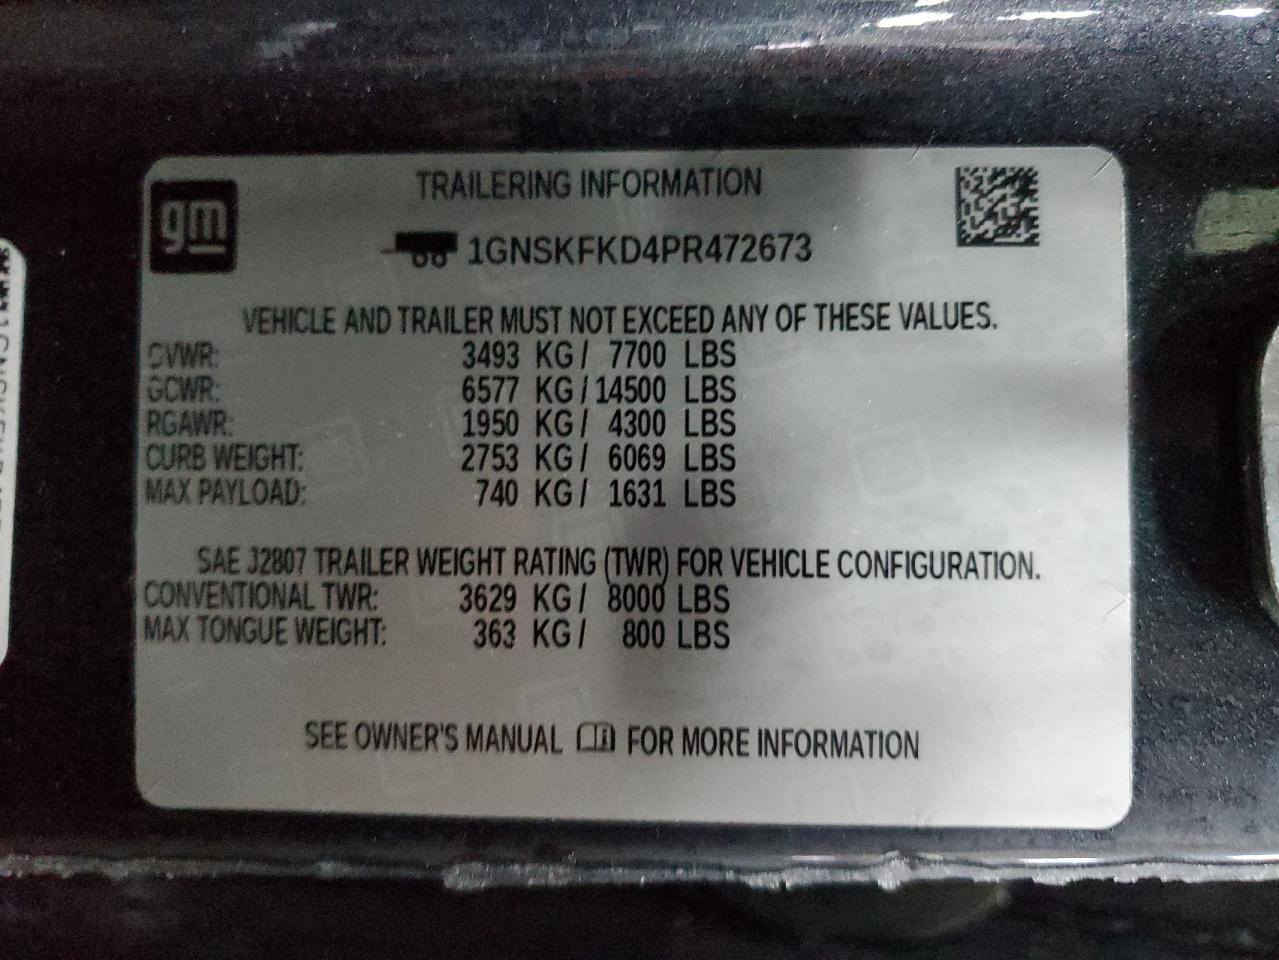 gm
TRAILERING INFORMATION
1GNSKFKD4PR472673
VEHICLE AND TRAILER MUST NOT EXCEED ANY OF THESE VALUES.
GVWR: 3493 KG/ 7700 LBS
GCWR: 6577 KG/14500 LBS
RGAWR: 1950 KG/ 4300 LBS
CURB WEIGHT: 2753 KG/ 6069 LBS
MAX PAYLOAD: 740 KG/ 1631 LBS
SAE J2807 TRAILER WEIGHT RATING (TWR) FOR VEHICLE CONFIGURATION.
CONVENTIONAL TWR: 3629 KG/ 8000 LBS
MAX TONGUE WEIGHT: 363 KG/ 800 LBS
SEE OWNER'S MANUAL FOR MORE INFORMATION